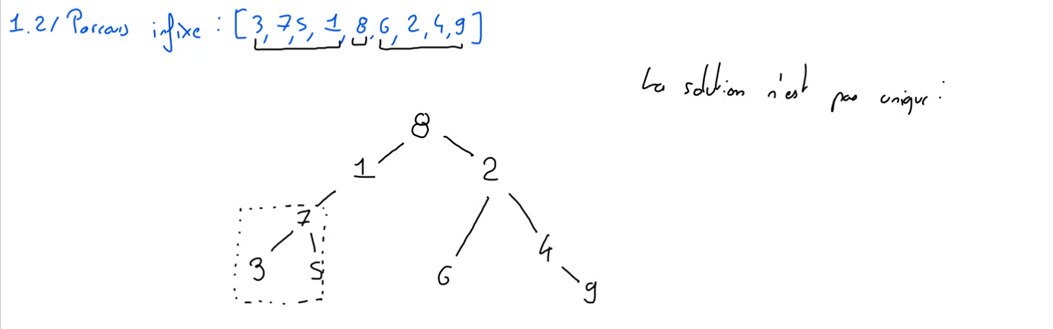 1.2/ Parcours infixe : [3, 7, 5, 1, 8, 6, 2, 4, 9]
La solution n'est pas unique :
8
1 2
7
3 5 6 4
9